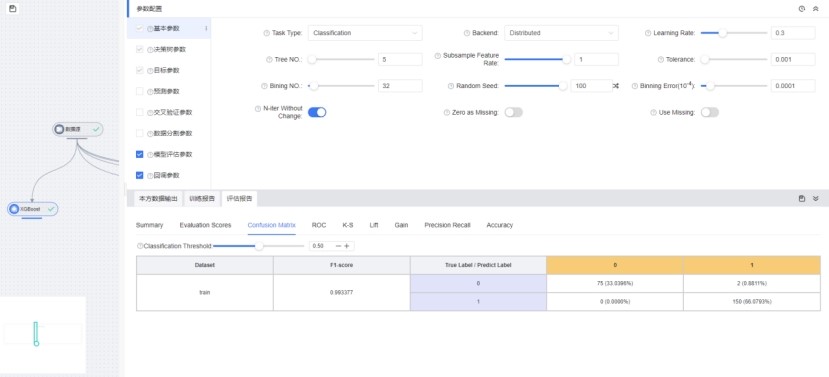 参数配置
基本参数
Task Type: Classification
Backend: Distributed
Learning Rate: 0.3
决策树参数
Tree NO.: 5
Subsample Feature Rate: 1
Tolerance: 0.001
目标参数
预测参数
Bining NO.: 32
Random Seed: 100
Binning Error(10⁻⁴): 0.0001
交叉验证参数
N-iter Without Change:
Zero as Missing:
Use Missing:
数据分割参数
模型评估参数
回调参数
数据源
XGBoost
本方数据输出 训练报告 评估报告
Summary Evaluation Scores Confusion Matrix ROC K-S Lift Gain Precision Recall Accuracy
Classification Threshold 0.50 − +
Dataset F1-score True Label / Predict Label 0 1
train 0.993377 0 75 (33.0396%) 2 (0.8811%)
1 0 (0.0000%) 150 (66.0793%)